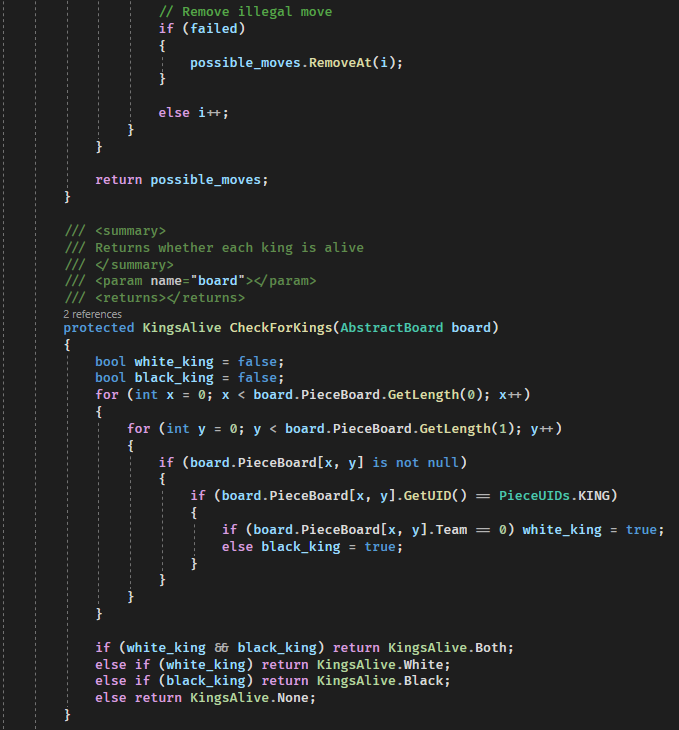 // Remove illegal move
if (failed)
{
possible_moves.RemoveAt(i);
}
else i++;
}
}
return possible_moves;
}
/// <summary>
/// Returns whether each king is alive
/// </summary>
/// <param name="board"></param>
/// <returns></returns>
2 references
protected KingsAlive CheckForKings(AbstractBoard board)
{
bool white_king = false;
bool black_king = false;
for (int x = 0; x < board.PieceBoard.GetLength(0); x++)
{
for (int y = 0; y < board.PieceBoard.GetLength(1); y++)
{
if (board.PieceBoard[x, y] is not null)
{
if (board.PieceBoard[x, y].GetUID() == PieceUIDs.KING)
{
if (board.PieceBoard[x, y].Team == 0) white_king = true;
else black_king = true;
}
}
}
}
if (white_king && black_king) return KingsAlive.Both;
else if (white_king) return KingsAlive.White;
else if (black_king) return KingsAlive.Black;
else return KingsAlive.None;
}